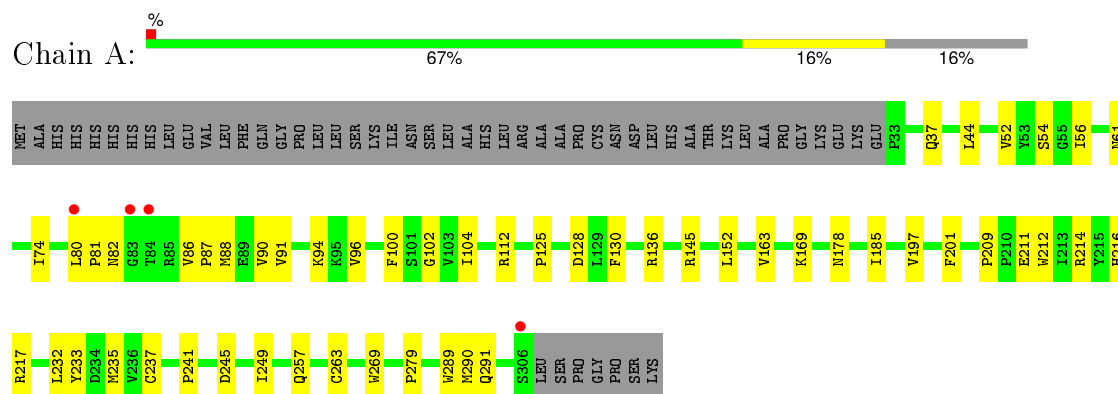 %
Chain A:
67% 16% 16%
MET ALA HIS HIS HIS HIS HIS HIS HIS LEU GLU VAL LEU PHE GLN GLY PRO LEU LEU SER LYS ILE ASN SER LEU ALA HIS LEU ARG ALA ALA PRO CYS ASN ASP LEU HIS ALA THR LYS LEU ALA PRO GLY LYS GLU LYS GLU P33 Q37 L44 V52 Y53 S54 G55 I56 N61
I74 L80 P81 N82 G83 T84 R85 V86 P87 M88 E89 V90 V91 K94 K95 V96 F100 S101 G102 V103 I104 R112 P125 D128 L129 F130 R136 R145 L152 V163 K169 N178 I185 V197 F201 P209 P210 E211 W212 I213 R214 Y215 H216
R217 L232 Y233 D234 M235 V236 C237 P241 D245 I249 Q257 C263 W269 P279 W289 M290 Q291 S306 LEU SER PRO GLY PRO SER LYS